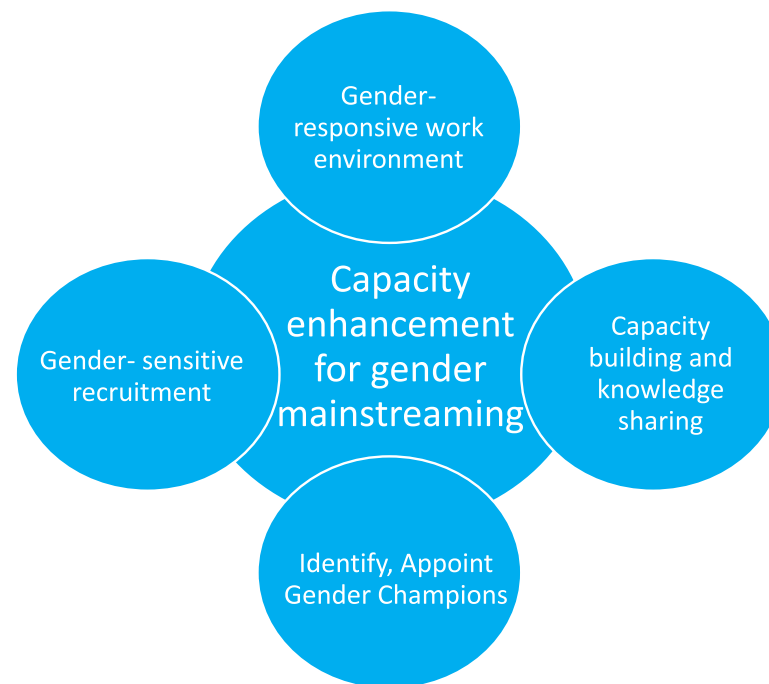 Gender-
responsive work
environment
Capacity
enhancement
for gender
mainstreaming
Gender- sensitive
recruitment
Capacity
building and
knowledge
sharing
Identify, Appoint
Gender Champions